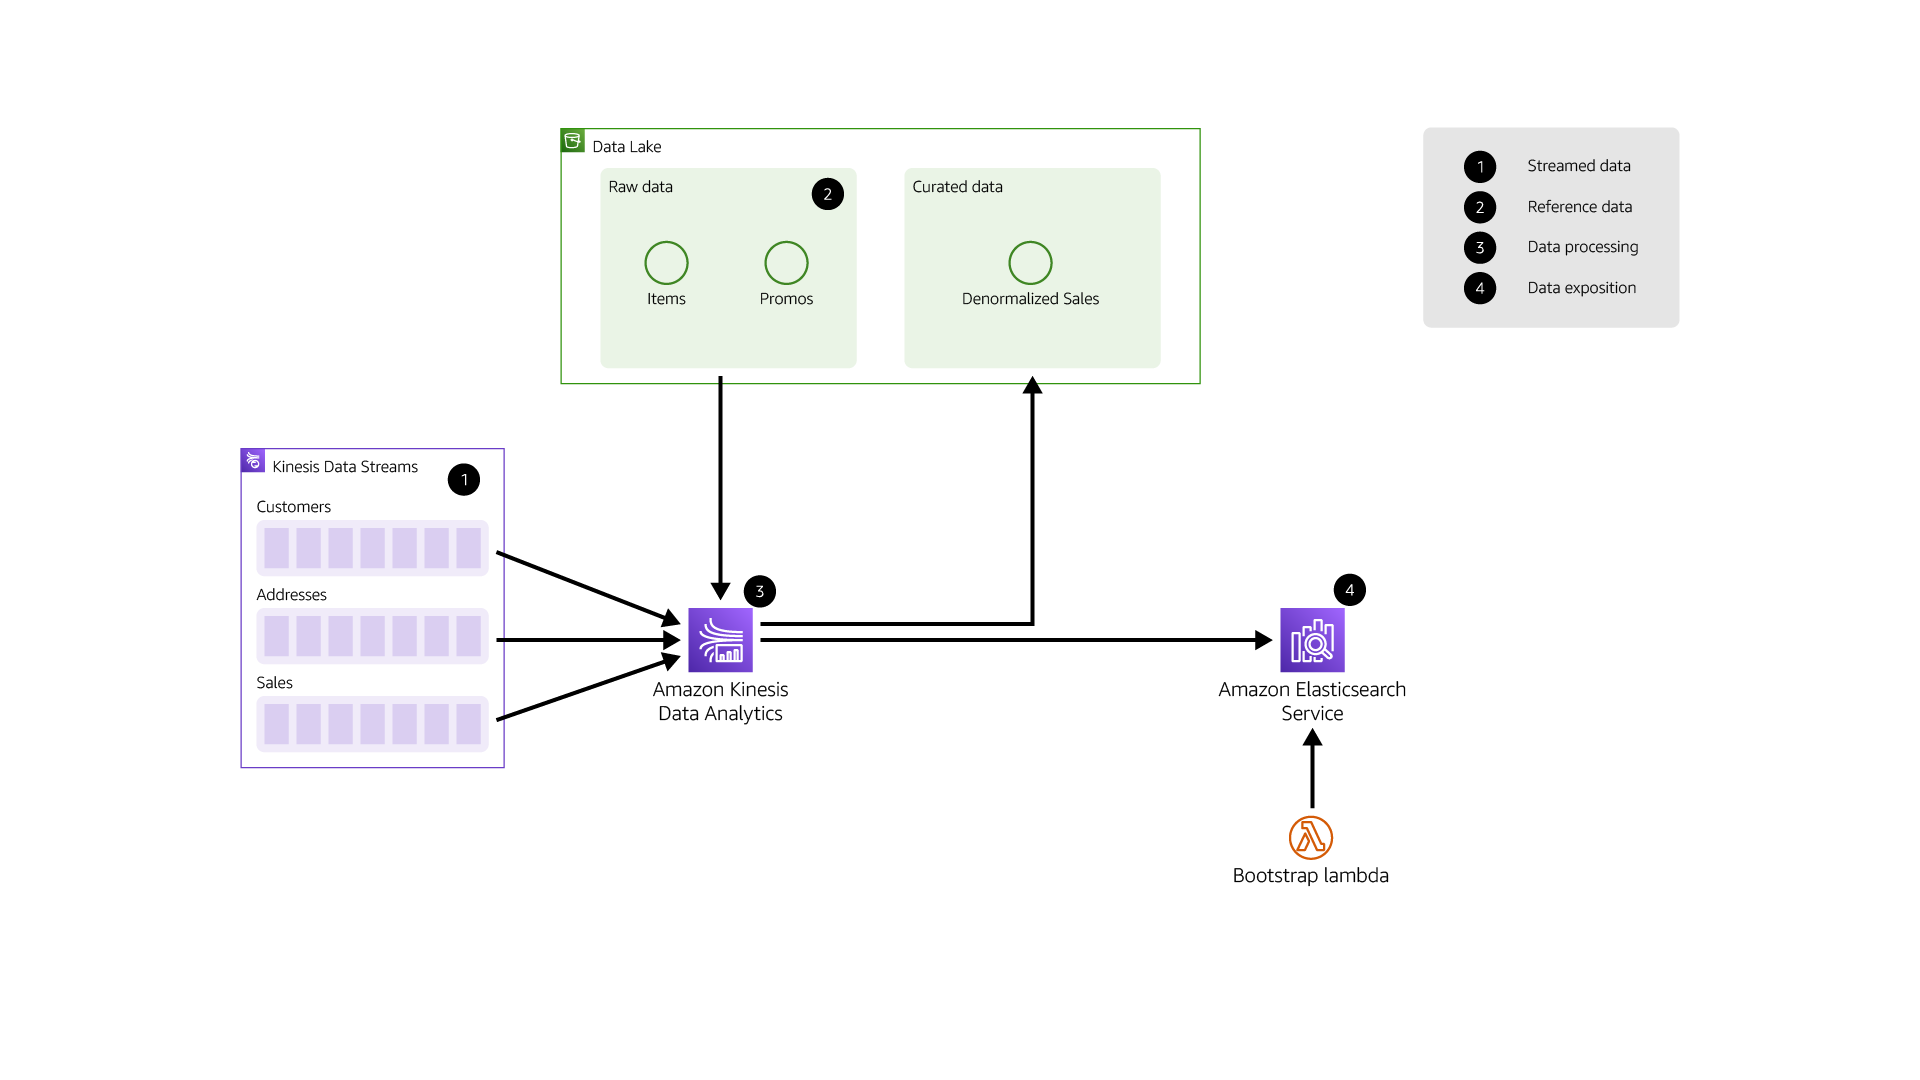 Data Lake
Raw data
2
Curated data
Items
Promos
Denormalized Sales
1 Streamed data
2 Reference data
3 Data processing
4 Data exposition
Kinesis Data Streams
1
Customers
Addresses
Sales
3
Amazon Kinesis
Data Analytics
4
Amazon Elasticsearch
Service
Bootstrap lambda